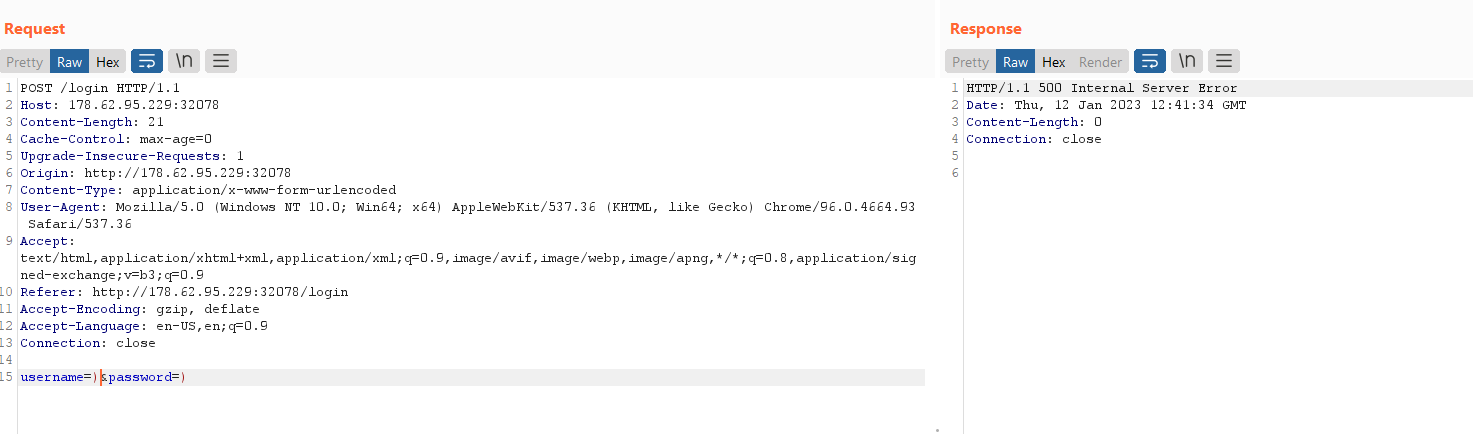 Request
Pretty Raw Hex \n
1 POST /login HTTP/1.1
2 Host: 178.62.95.229:32078
3 Content-Length: 21
4 Cache-Control: max-age=0
5 Upgrade-Insecure-Requests: 1
6 Origin: http://178.62.95.229:32078
7 Content-Type: application/x-www-form-urlencoded
8 User-Agent: Mozilla/5.0 (Windows NT 10.0; Win64; x64) AppleWebKit/537.36 (KHTML, like Gecko) Chrome/96.0.4664.93
Safari/537.36
9 Accept:
text/html,application/xhtml+xml,application/xml;q=0.9,image/avif,image/webp,image/apng,*/*;q=0.8,application/sig
ned-exchange;v=b3;q=0.9
10 Referer: http://178.62.95.229:32078/login
11 Accept-Encoding: gzip, deflate
12 Accept-Language: en-US,en;q=0.9
13 Connection: close
14
15 username=)&password=)
Response
Pretty Raw Hex Render \n
1 HTTP/1.1 500 Internal Server Error
2 Date: Thu, 12 Jan 2023 12:41:34 GMT
3 Content-Length: 0
4 Connection: close
5
6